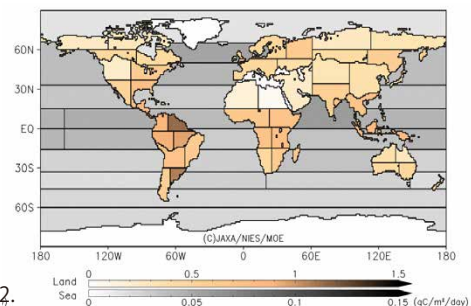 60N
30N
EQ
30S
60S
(C)JAXA/NIES/MOE
180 120W 60W 0 60E 120E 180
Land 0 0.5 1 1.5
Sea 0 0.05 0.1 0.15 (gC/m²/day)
2.